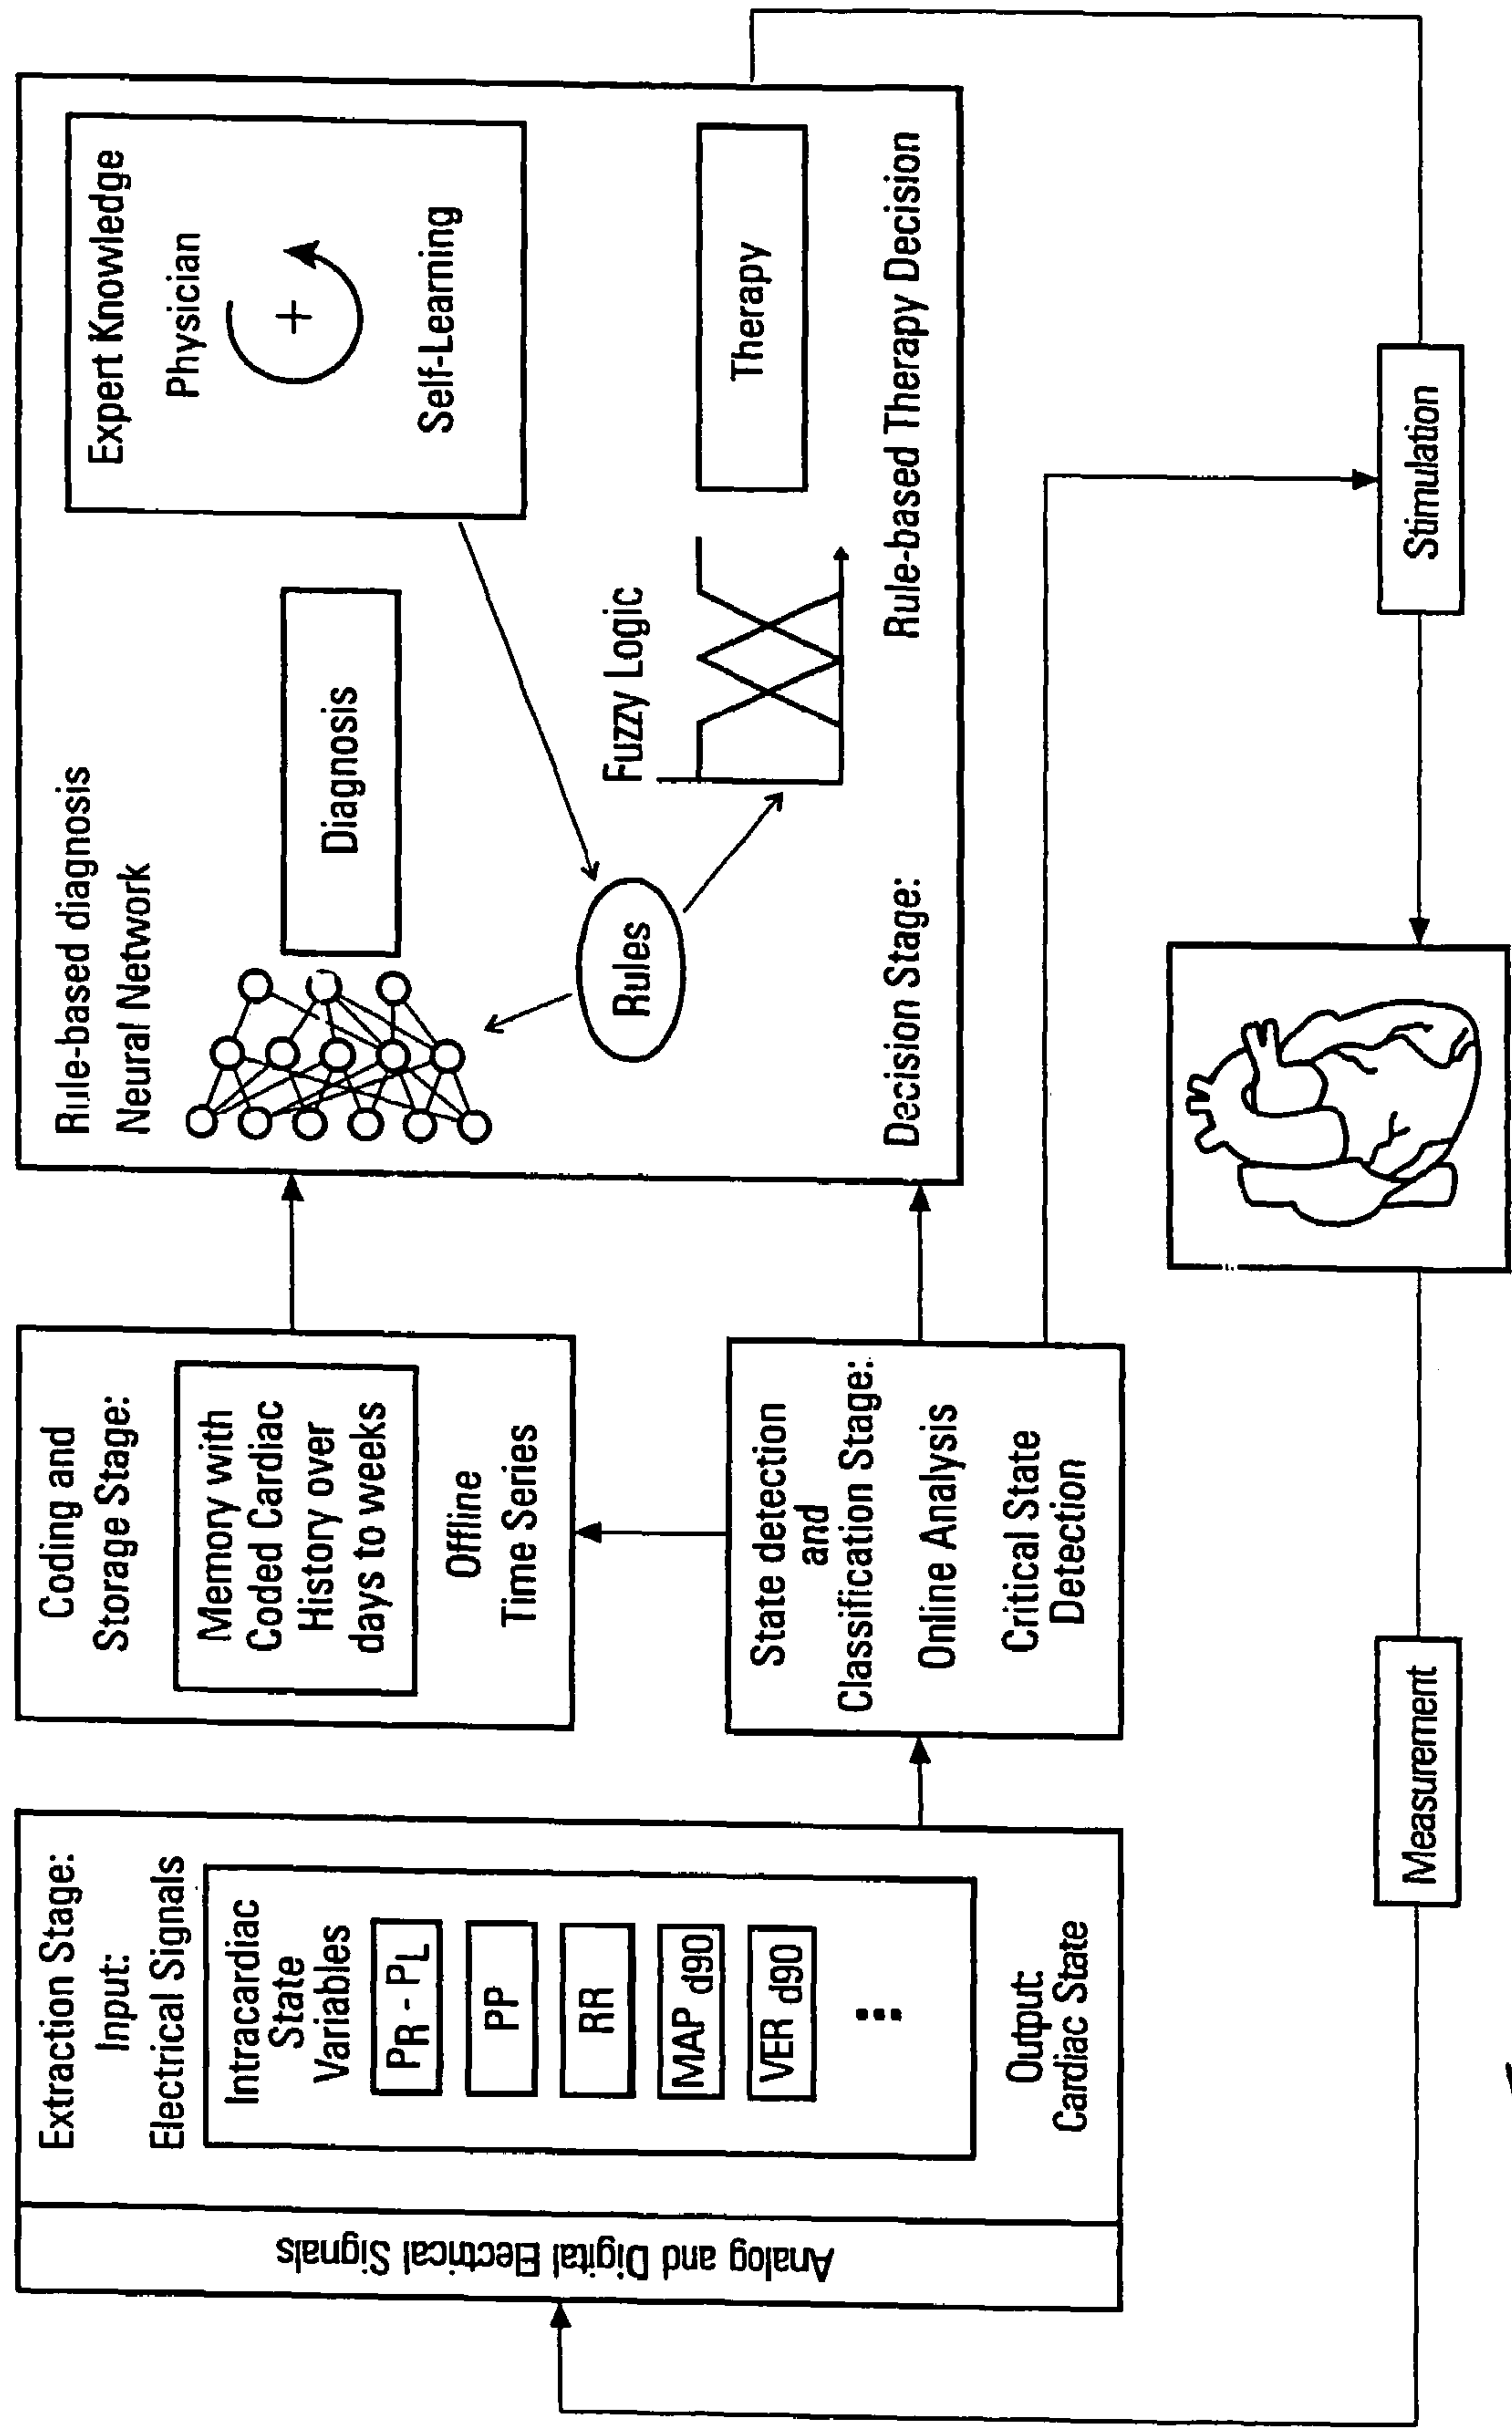 Analog and Digital Electrical Signals
Extraction Stage:
Input:
Electrical Signals
Intracardiac
State
Variables
PR - PL
PP
RR
MAP d90
VER d90
...
Output:
Cardiac State
Coding and
Storage Stage:
Memory with
Coded Cardiac
History over
days to weeks
Offline
Time Series
State detection
and
Classification Stage:
Online Analysis
Critical State
Detection
Rule-based diagnosis
Neural Network
Diagnosis
Expert Knowledge
Physician
+
Self-Learning
Rules
Fuzzy Logic
Therapy
Decision Stage:
Rule-based Therapy Decision
Measurement
Stimulation